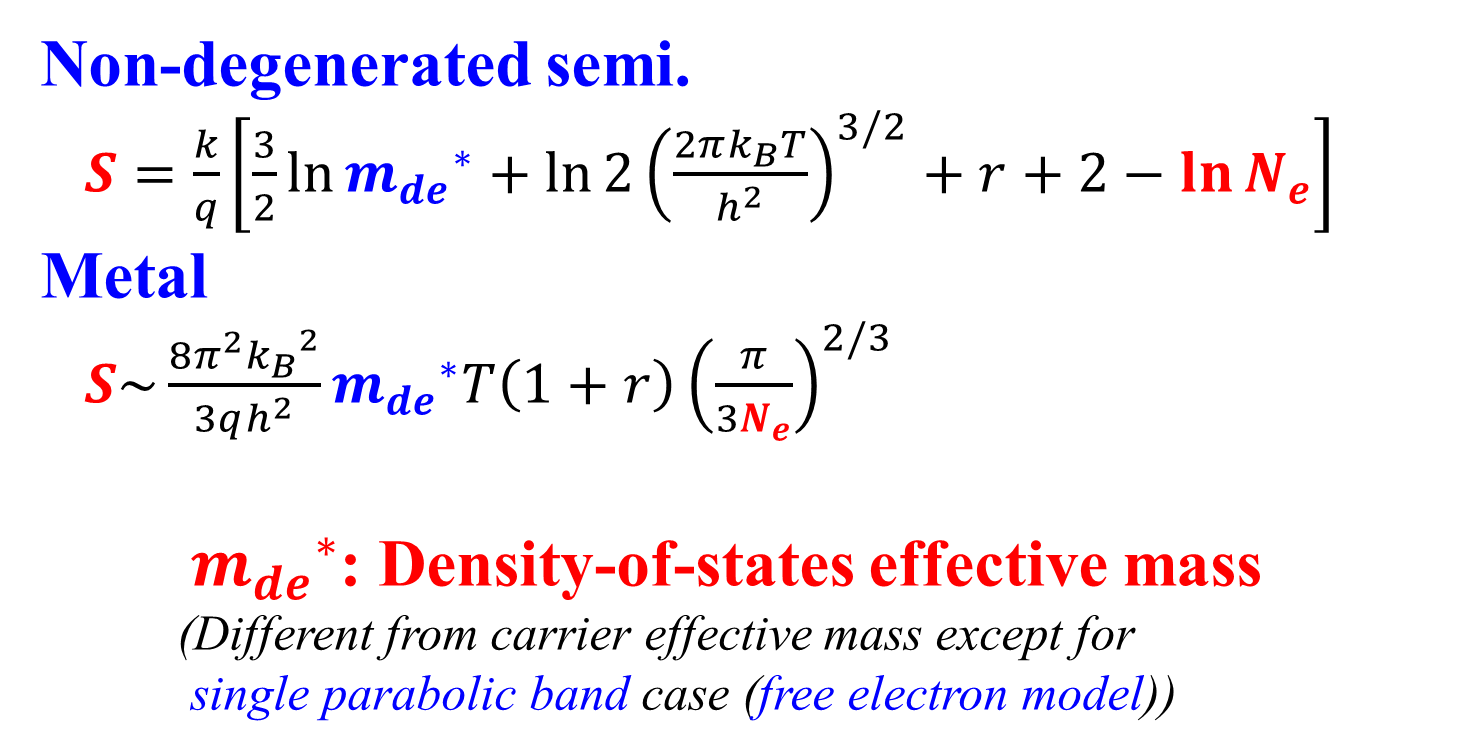 Non-degenerated semi.
S = k/q [3/2 ln m_de^* + ln 2 (2πk_BT/h^2)^{3/2} + r + 2 − ln N_e]
Metal
S~ 8π^2k_B^2/3qh^2 m_de^*T(1 + r) (π/3N_e)^{2/3}
m_de^*: Density-of-states effective mass
(Different from carrier effective mass except for
single parabolic band case (free electron model))